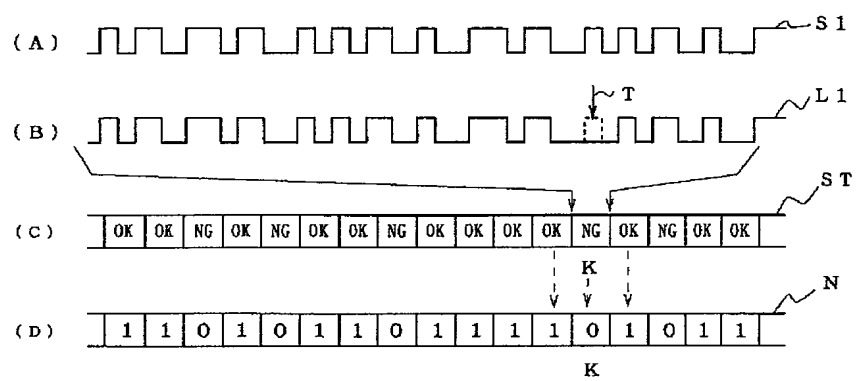 (A) S1
T
(B) L1
ST
(C) OK OK NG OK NG OK OK NG OK OK OK OK NG OK NG OK OK
K
N
(D) 1 1 0 1 0 1 1 0 1 1 1 1 0 1 0 1 1
K